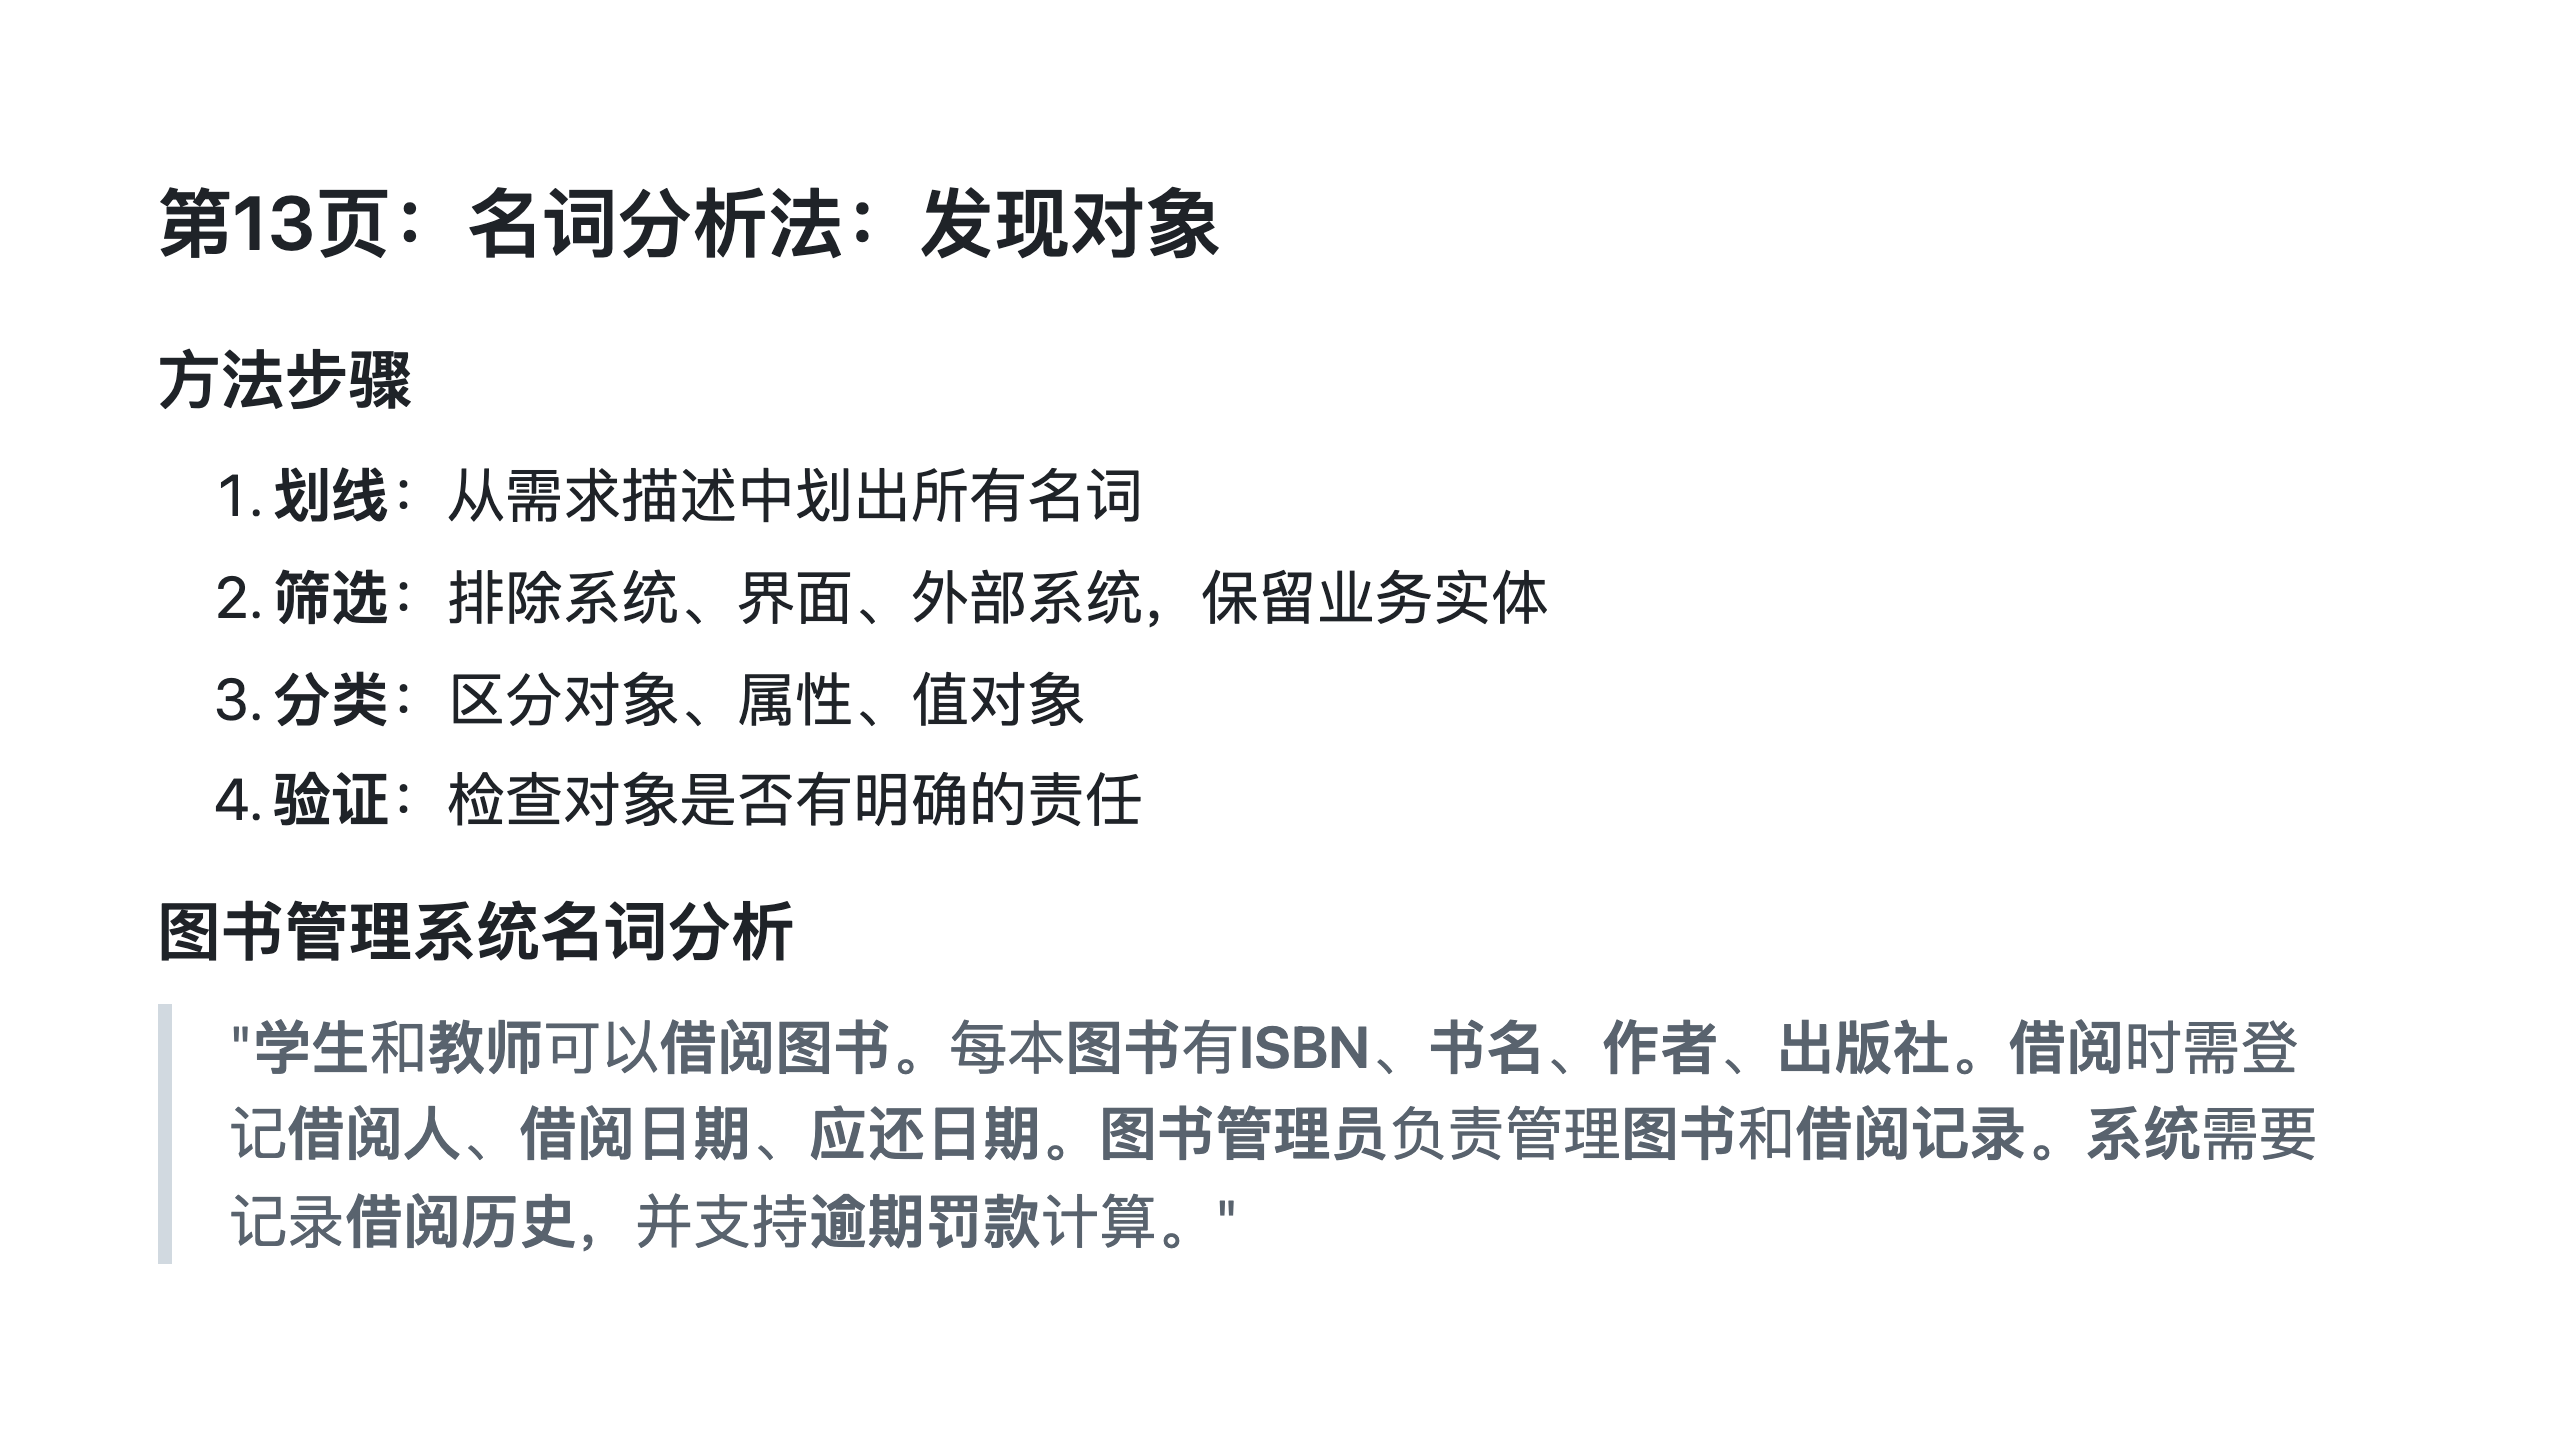 第13页：名词分析法：发现对象
方法步骤
1. 划线：从需求描述中划出所有名词
2. 筛选：排除系统、界面、外部系统，保留业务实体
3. 分类：区分对象、属性、值对象
4. 验证：检查对象是否有明确的责任
图书管理系统名词分析
"学生和教师可以借阅图书。每本图书有ISBN、书名、作者、出版社。借阅时需登
记借阅人、借阅日期、应还日期。图书管理员负责管理图书和借阅记录。系统需要
记录借阅历史，并支持逾期罚款计算。"